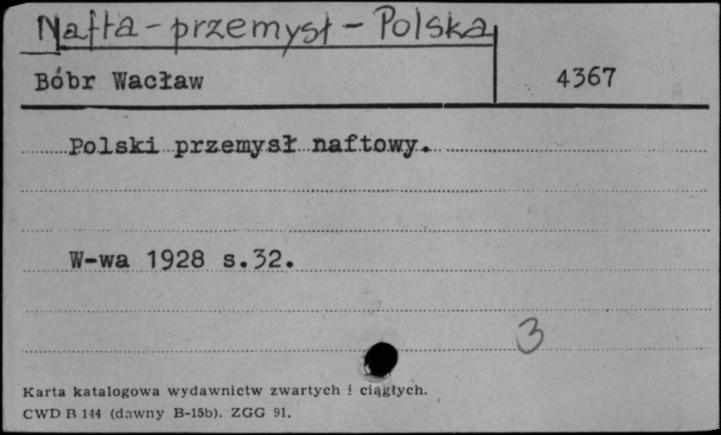 Nafta - przemysł - Polska
Bóbr Wacław 4367
Polski przemysł naftowy.
W-wa 1928 s.32.
3
Karta katalogowa wydawnictw zwartych i ciągłych.
CWD B 144 (dawny B-15b). ZGG 91.